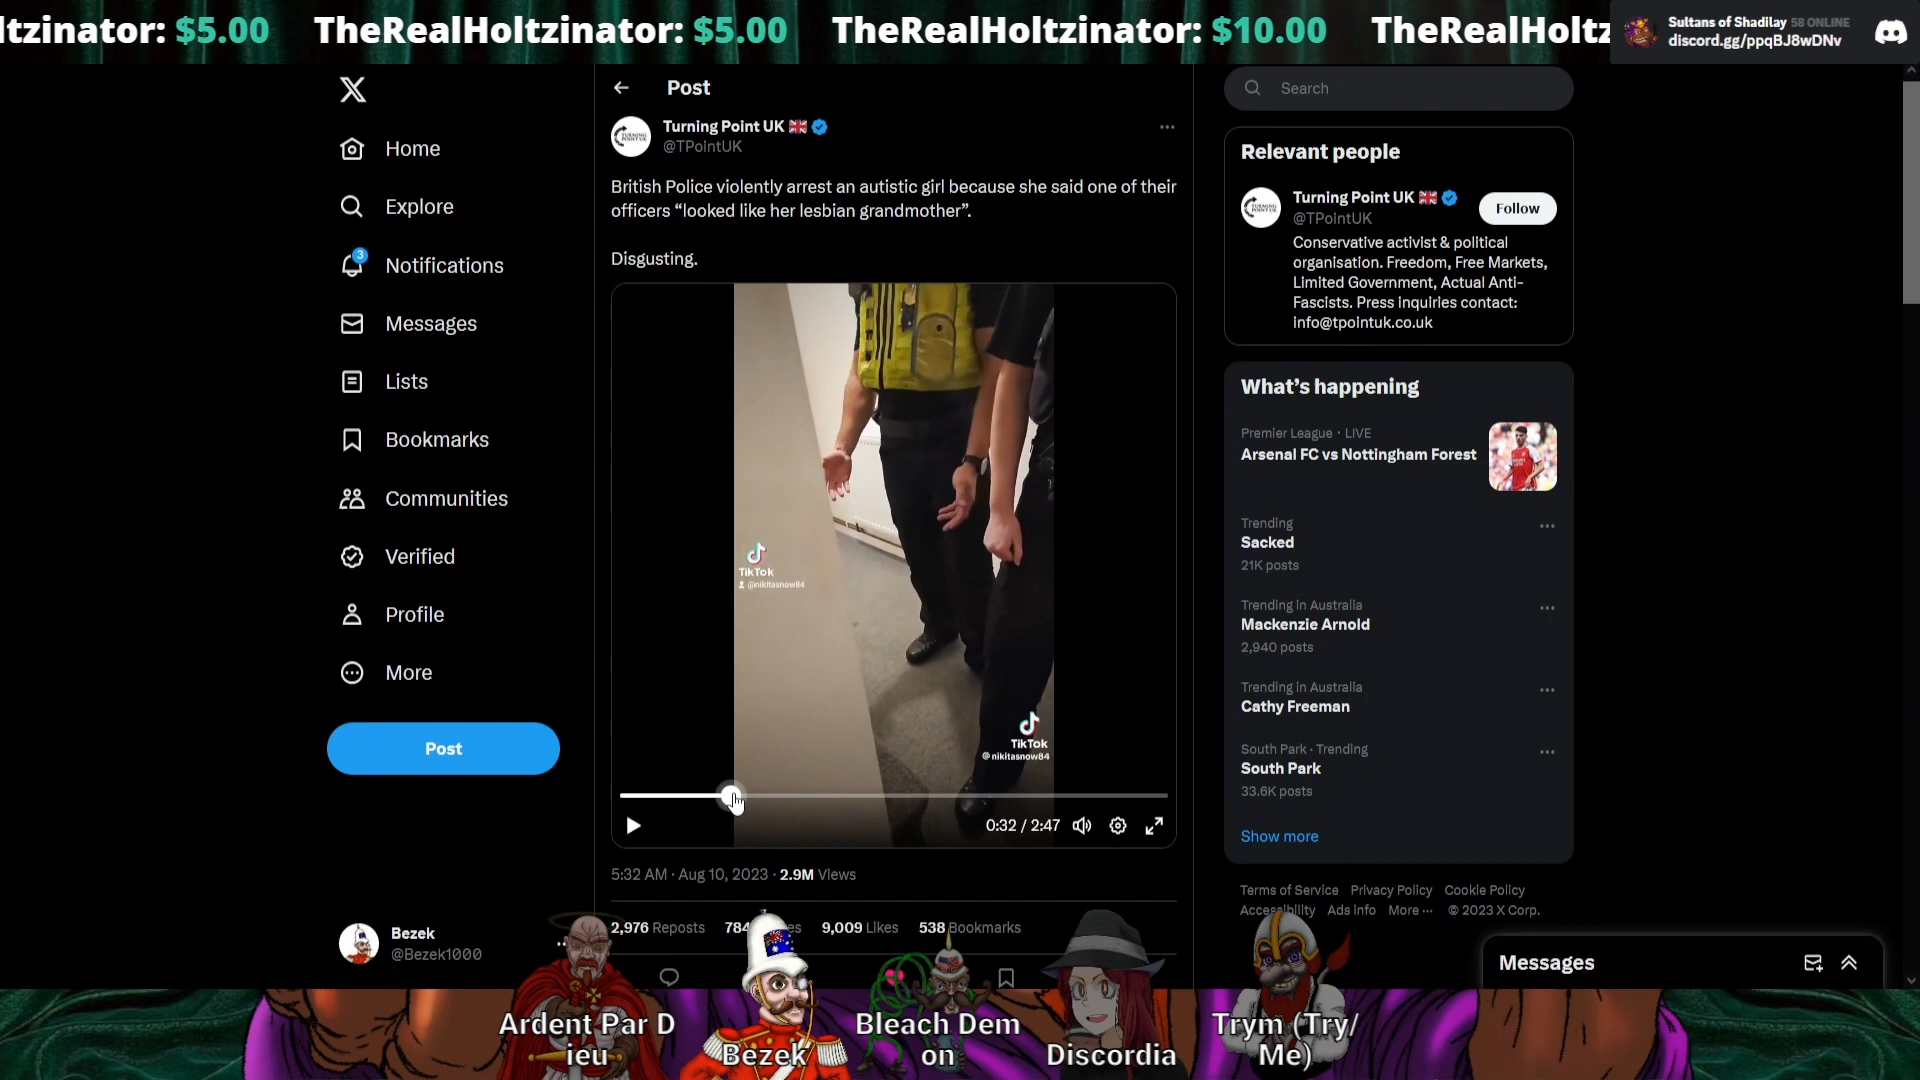 ltzinator: $5.00 TheRealHoltzinator: $5.00 TheRealHoltzinator: $10.00 TheRealHoltz
Sultans of Shadilay 58 ONLINE
discord.gg/ppqBJ8wDNv
Home
Explore
3
Notifications
Messages
Lists
Bookmarks
Communities
Verified
Profile
More
Post
Bezek
@Bezek1000
Post
Turning Point UK
@TPointUK
British Police violently arrest an autistic girl because she said one of their
officers “looked like her lesbian grandmother”.
Disgusting.
TikTok
@nikitasnow84
TikTok
@nikitasnow84
0:32 / 2:47
5:32 AM · Aug 10, 2023 · 2.9M Views
2,976 Reposts 784 es 9,009 Likes 538 Bookmarks
Search
Relevant people
Turning Point UK
@TPointUK
Follow
Conservative activist & political
organisation. Freedom, Free Markets,
Limited Government, Actual Anti-
Fascists. Press inquiries contact:
info@tpointuk.co.uk
What’s happening
Premier League · LIVE
Arsenal FC vs Nottingham Forest
Trending
Sacked
21K posts
Trending in Australia
Mackenzie Arnold
2,940 posts
Trending in Australia
Cathy Freeman
South Park · Trending
South Park
33.6K posts
Show more
Terms of Service Privacy Policy Cookie Policy
Accessibility Ads info More ··· © 2023 X Corp.
Messages
Ardent Par D
ieu
Bezek
Bleach Dem
on
Discordia
Trym (Try/
Me)